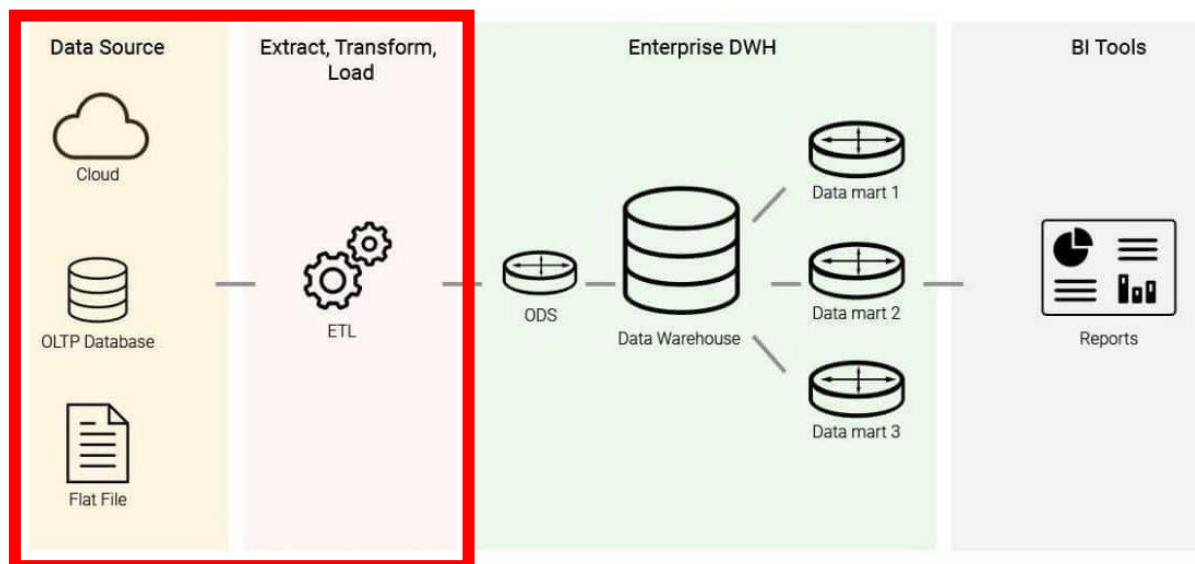 Data Source
Cloud
OLTP Database
Flat File
Extract, Transform,
Load
ETL
Enterprise DWH
ODS
Data Warehouse
Data mart 1
Data mart 2
Data mart 3
BI Tools
Reports